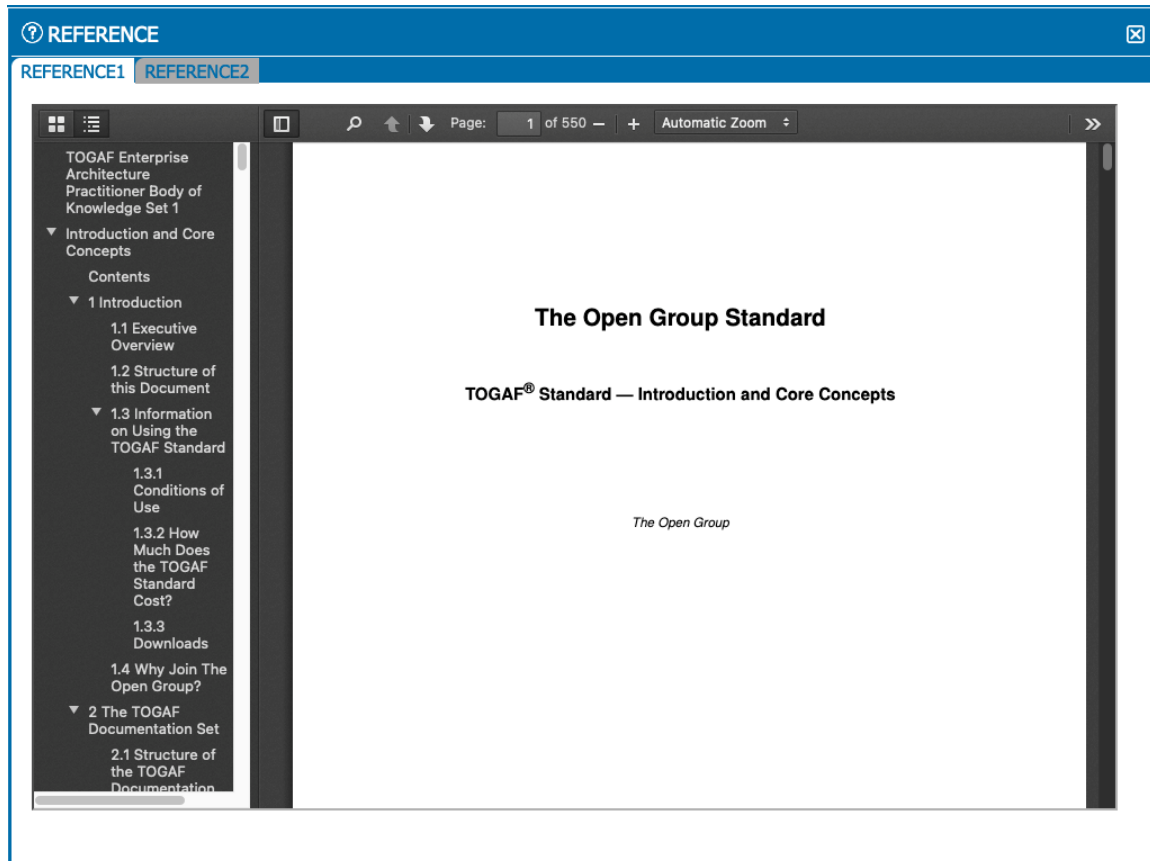 REFERENCE
REFERENCE1 REFERENCE2
Page: 1 of 550 Automatic Zoom
TOGAF Enterprise
Architecture
Practitioner Body of
Knowledge Set 1
Introduction and Core
Concepts
Contents
1 Introduction
1.1 Executive
Overview
1.2 Structure of
this Document
1.3 Information
on Using the
TOGAF Standard
1.3.1
Conditions of
Use
1.3.2 How
Much Does
the TOGAF
Standard
Cost?
1.3.3
Downloads
1.4 Why Join The
Open Group?
2 The TOGAF
Documentation Set
2.1 Structure of
the TOGAF
Documentation
The Open Group Standard
TOGAF® Standard — Introduction and Core Concepts
The Open Group